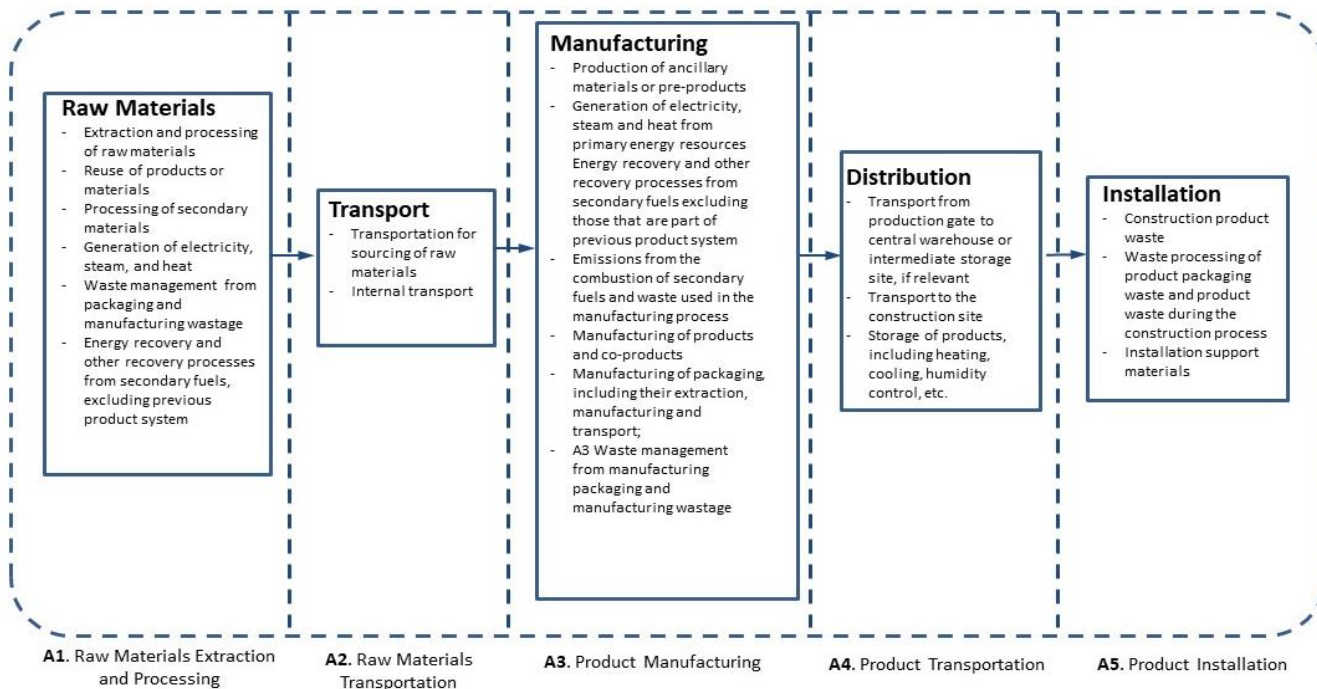 Raw Materials
- Extraction and processing
of raw materials
- Reuse of products or
materials
- Processing of secondary
materials
- Generation of electricity,
steam, and heat
- Waste management from
packaging and
manufacturing wastage
- Energy recovery and
other recovery processes
from secondary fuels,
excluding previous
product system
Transport
- Transportation for
sourcing of raw
materials
- Internal transport
Manufacturing
- Production of ancillary
materials or pre-products
- Generation of electricity,
steam and heat from
primary energy resources
Energy recovery and other
recovery processes from
secondary fuels excluding
those that are part of
previous product system
- Emissions from the
combustion of secondary
fuels and waste used in the
manufacturing process
- Manufacturing of products
and co-products
- Manufacturing of packaging,
including their extraction,
manufacturing and
transport;
- A3 Waste management
from manufacturing
packaging and
manufacturing wastage
Distribution
- Transport from
production gate to
central warehouse or
intermediate storage
site, if relevant
- Transport to the
construction site
- Storage of products,
including heating,
cooling, humidity
control, etc.
Installation
- Construction product
waste
- Waste processing of
product packaging
waste and product
waste during the
construction process
- Installation support
materials
A1. Raw Materials Extraction
and Processing
A2. Raw Materials
Transportation
A3. Product Manufacturing
A4. Product Transportation
A5. Product Installation